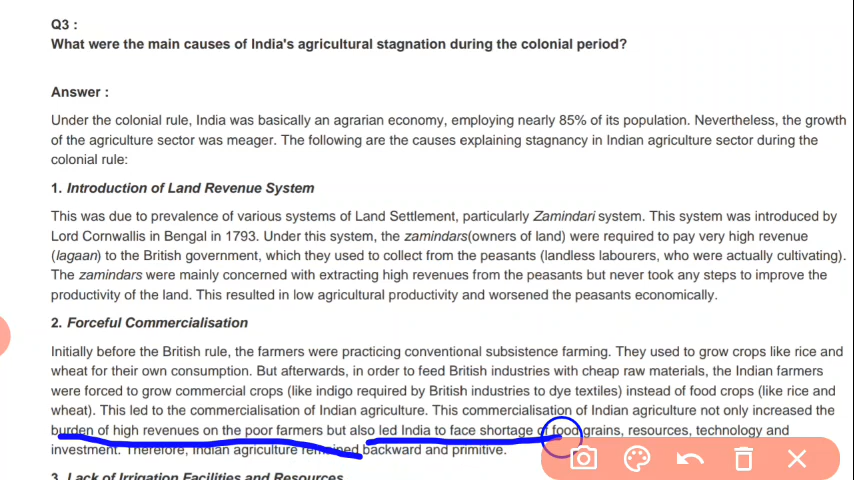 Q3 :
What were the main causes of India's agricultural stagnation during the colonial period?
Answer :
Under the colonial rule, India was basically an agrarian economy, employing nearly 85% of its population. Nevertheless, the growth
of the agriculture sector was meager. The following are the causes explaining stagnancy in Indian agriculture sector during the
colonial rule:
1. Introduction of Land Revenue System
This was due to prevalence of various systems of Land Settlement, particularly Zamindari system. This system was introduced by
Lord Cornwallis in Bengal in 1793. Under this system, the zamindars(owners of land) were required to pay very high revenue
(lagaan) to the British government, which they used to collect from the peasants (landless labourers, who were actually cultivating).
The zamindars were mainly concerned with extracting high revenues from the peasants but never took any steps to improve the
productivity of the land. This resulted in low agricultural productivity and worsened the peasants economically.
2. Forceful Commercialisation
Initially before the British rule, the farmers were practicing conventional subsistence farming. They used to grow crops like rice and
wheat for their own consumption. But afterwards, in order to feed British industries with cheap raw materials, the Indian farmers
were forced to grow commercial crops (like indigo required by British industries to dye textiles) instead of food crops (like rice and
wheat). This led to the commercialisation of Indian agriculture. This commercialisation of Indian agriculture not only increased the
burden of high revenues on the poor farmers but also led India to face shortage of food grains, resources, technology and
investment. Therefore, Indian agriculture remained backward and primitive.
3. Lack of Irrigation Facilities and Resources